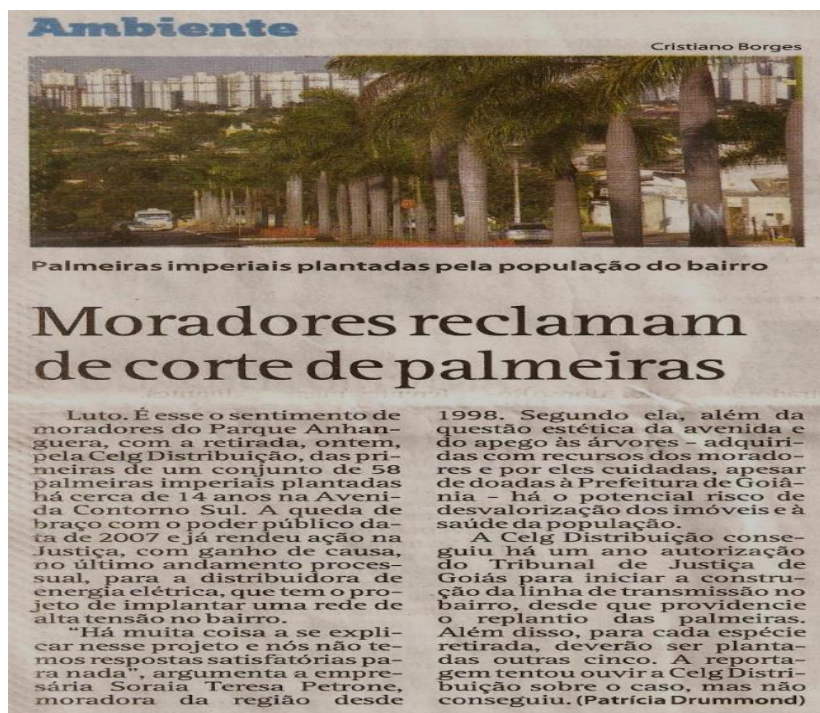 Ambiente
Cristiano Borges
Palmeiras imperiais plantadas pela população do bairro
Moradores reclamam
de corte de palmeiras
Luto. É esse o sentimento de
moradores do Parque Anhan-
guera, com a retirada, ontem,
pela Celg Distribuição, das pri-
meiras de um conjunto de 58
palmeiras imperiais plantadas
há cerca de 14 anos na Aveni-
da Contorno Sul. A queda de
braço com o poder público da-
ta de 2007 e já rendeu ação na
Justiça, com ganho de causa,
no último andamento proces-
sual, para a distribuidora de
energia elétrica, que tem o pro-
jeto de implantar uma rede de
alta tensão no bairro.
“Há muita coisa a se expli-
car nesse projeto e nós não te-
mos respostas satisfatórias pa-
ra nada”, argumenta a empre-
sária Soraia Teresa Petrone,
moradora da região desde
1998. Segundo ela, além da
questão estética da avenida e
do apego às árvores – adquiri-
das com recursos dos morado-
res e por eles cuidadas, apesar
de doadas à Prefeitura de Goiâ-
nia – há o potencial risco de
desvalorização dos imóveis e à
saúde da população.
A Celg Distribuição conse-
guiu há um ano autorização
do Tribunal de Justiça de
Goiás para iniciar a constru-
ção da linha de transmissão no
bairro, desde que providencie
o replantio das palmeiras.
Além disso, para cada espécie
retirada, deverão ser planta-
das outras cinco. A reporta-
gem tentou ouvir a Celg Distri-
buição sobre o caso, mas não
conseguiu. (Patrícia Drummond)